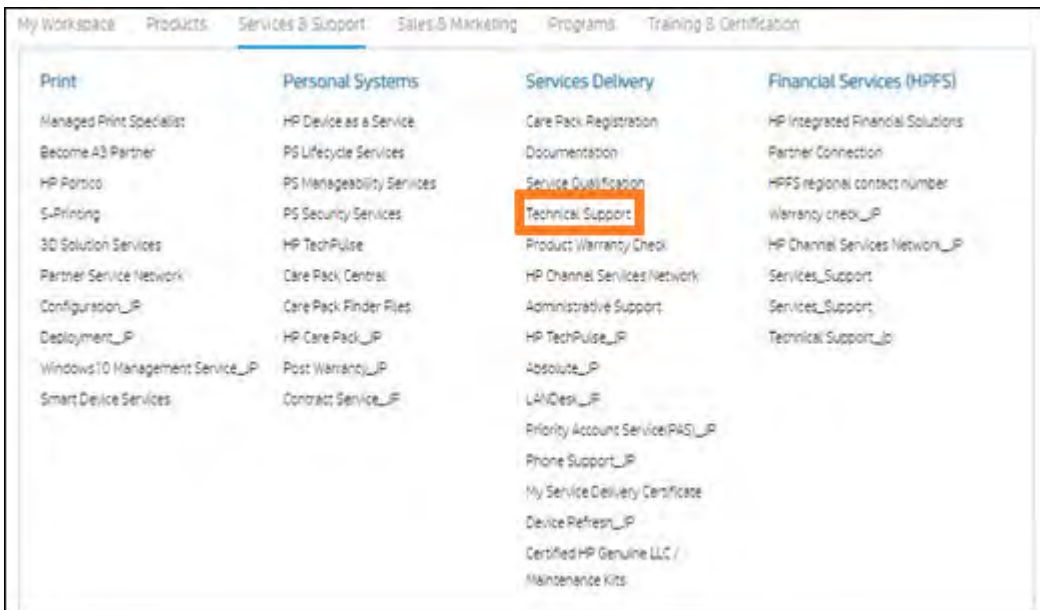 My Workspace Products Services & Support Sales & Marketing Programs Training & Certification
Print
Managed Print Specialist
Become A3 Partner
HP Portico
S-Printing
3D Solution Services
Partner Service Network
Configuration_JP
Deployment_JP
Windows10 Management Service_JP
Smart Device Services
Personal Systems
HP Device as a Service
PS Lifecycle Services
PS Manageability Services
PS Security Services
HP TechPulse
Care Pack Central
Care Pack Finder Files
HP Care Pack_JP
Post Warranty_JP
Contract Service_JP
Services Delivery
Care Pack Registration
Documentation
Service Qualification
Technical Support
Product Warranty Check
HP Channel Services Network
Administrative Support
HP TechPulse_JP
Absolute_JP
LANDesk_JP
Priority Account Service(PAS)_JP
Phone Support_JP
My Service Delivery Certificate
Device Refresh_JP
Certified HP Genuine LLC /
Maintenance Kits
Financial Services (HPFS)
HP Integrated Financial Solutions
Partner Connection
HPFS regional contact number
Warranty check_JP
HP Channel Services Network_JP
Services_Support
Services_Support
Technical Support_jp